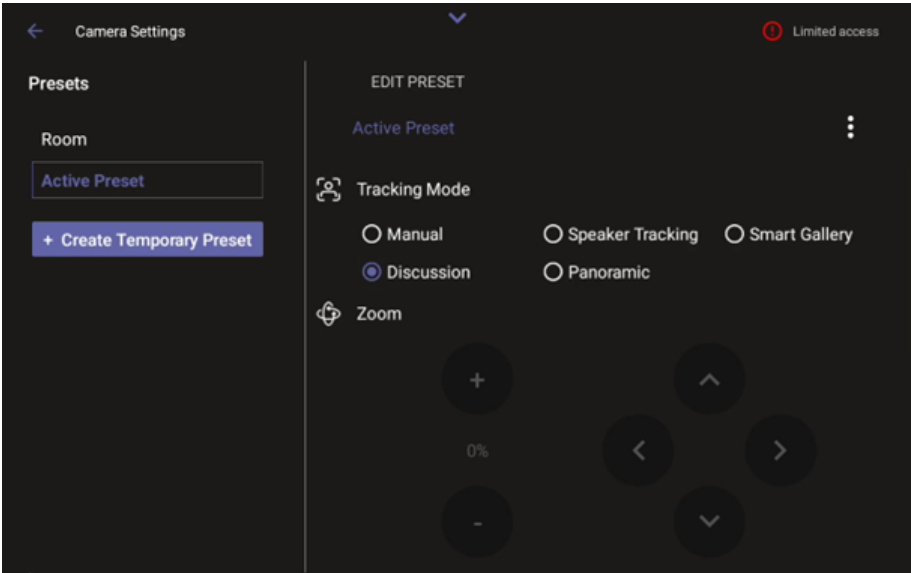 Camera Settings
Limited access
Presets
Room
Active Preset
+ Create Temporary Preset
EDIT PRESET
Active Preset
Tracking Mode
Manual
Speaker Tracking
Smart Gallery
Discussion
Panoramic
Zoom
+
0%
-